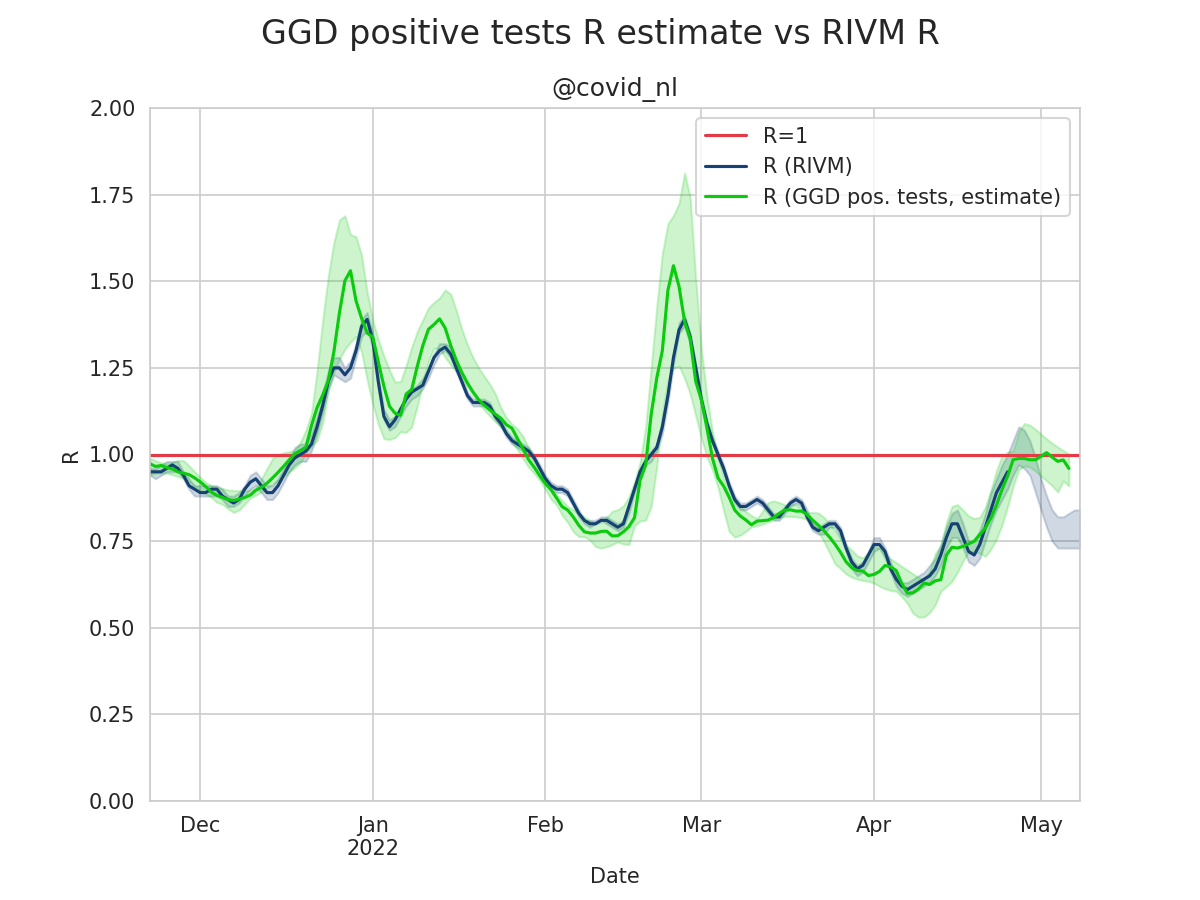 GGD positive tests R estimate vs RIVM R
@covid_nl
R=1
R (RIVM)
R (GGD pos. tests, estimate)
2.00
1.75
1.50
1.25
1.00
0.75
0.50
0.25
0.00
R
Dec
Jan
2022
Feb
Mar
Apr
May
Date